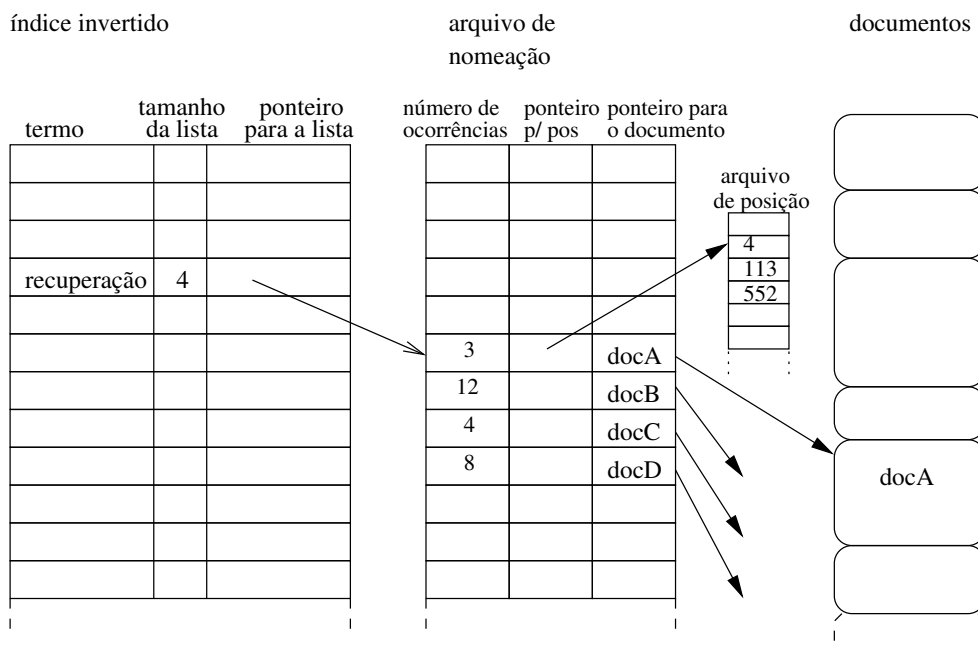 índice invertido
arquivo de
nomeação
documentos
termo
tamanho
da lista
ponteiro
para a lista
número de
ocorrências
ponteiro
p/ pos
ponteiro para
o documento
arquivo
de posição
4
113
552
recuperação 4
3 docA
12 docB
4 docC
8 docD
docA